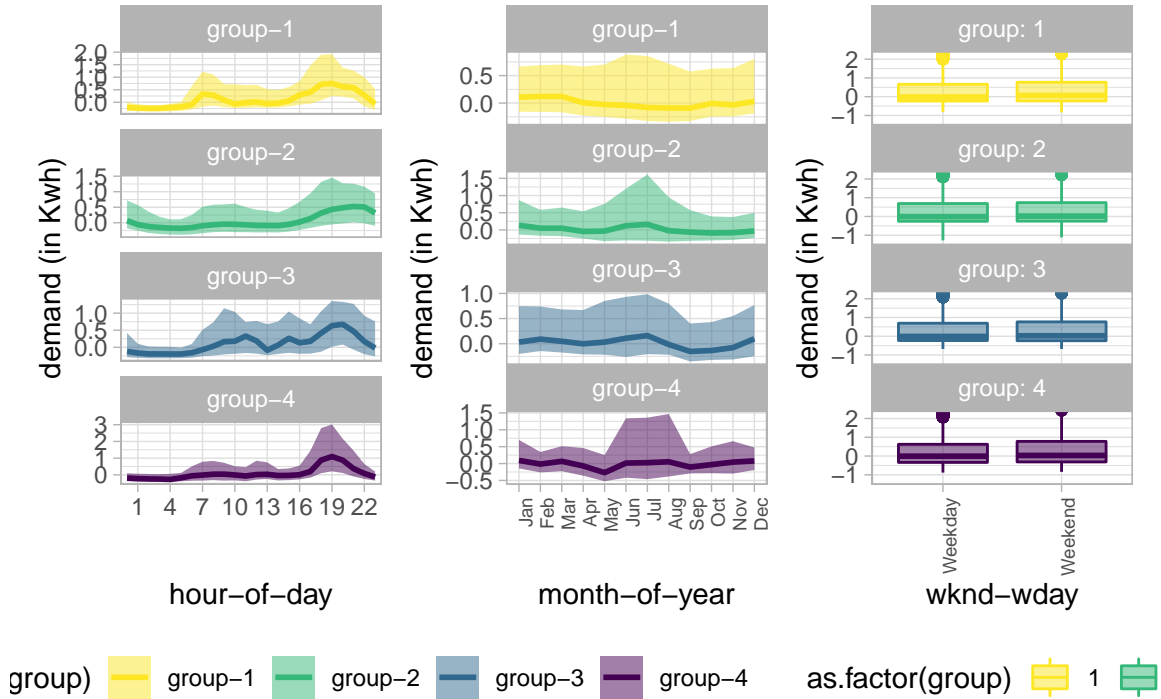 group−1
2.0
1.5
1.0
0.5
0.0
group−2
1.5
1.0
0.5
0.0
group−3
1.0
0.5
0.0
group−4
3
2
1
0
1 4 7 10 13 16 19 22
demand (in Kwh)
hour−of−day
group−1
0.5
0.0
group−2
1.5
1.0
0.5
0.0
group−3
1.0
0.5
0.0
group−4
1.5
1.0
0.5
0.0
−0.5
Jan Feb Mar Apr May Jun Jul Aug Sep Oct Nov Dec
demand (in Kwh)
month−of−year
group: 1
2
1
0
−1
group: 2
2
1
0
−1
group: 3
2
1
0
−1
group: 4
2
1
0
−1
Weekday Weekend
demand (in Kwh)
wknd−wday
group) group−1 group−2 group−3 group−4
as.factor(group) 1